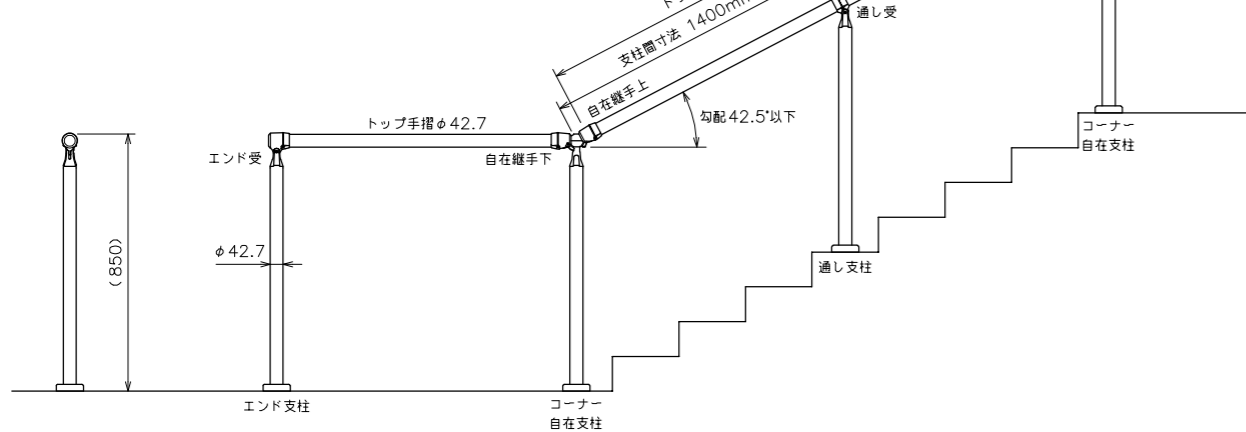 支柱間寸法 1400mm
通し受
自在継手上
トップ手摺φ42.7
勾配42.5°以下
コーナー
自在支柱
エンド受
自在継手下
(850)
φ42.7
通し支柱
エンド支柱
コーナー
自在支柱